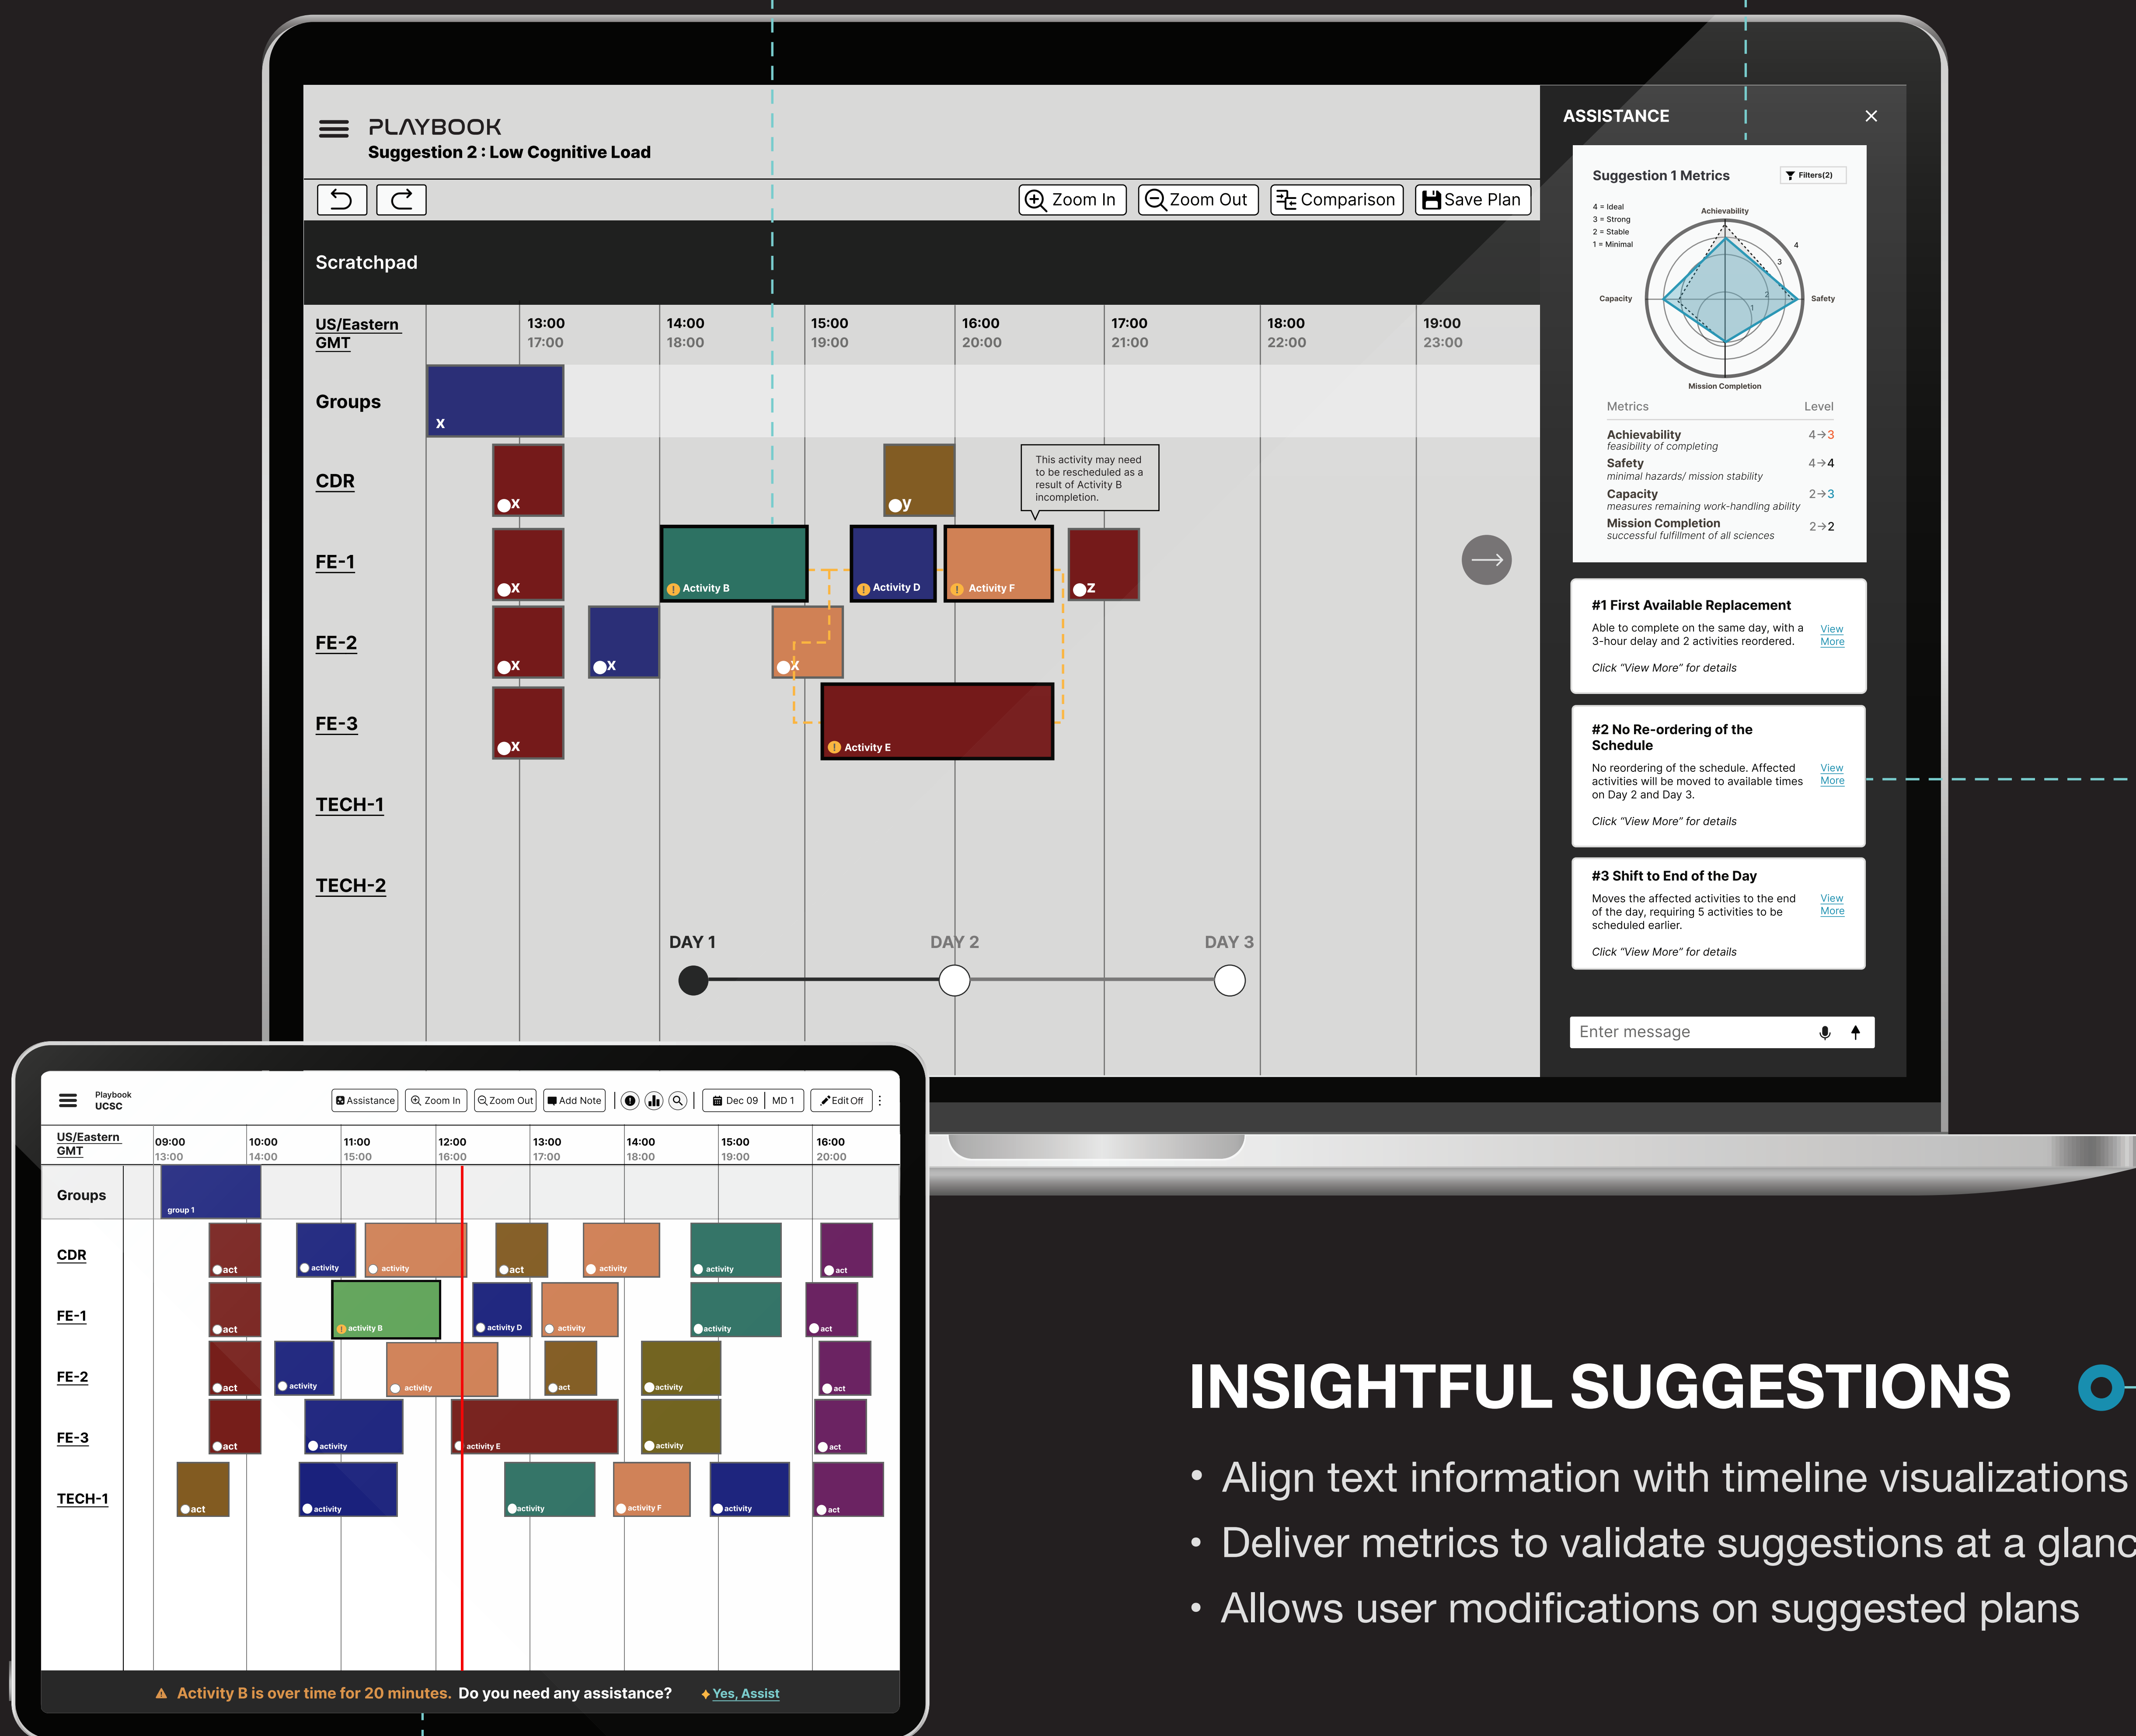 PLAYBOOK
Suggestion 2 : Low Cognitive Load
Zoom In
Zoom Out
Comparison
Save Plan
Scratchpad
US/Eastern
GMT
13:00
17:00
14:00
18:00
15:00
19:00
16:00
20:00
17:00
21:00
18:00
22:00
19:00
23:00
Groups
x
CDR
x
y
This activity may need
to be rescheduled as a
result of Activity B
incompletion.
FE-1
x
! Activity B
! Activity D
! Activity F
z
FE-2
x
x
x
FE-3
x
! Activity E
TECH-1
TECH-2
DAY 1
DAY 2
DAY 3
ASSISTANCE
Suggestion 1 Metrics
Filters(2)
4 = Ideal
3 = Strong
2 = Stable
1 = Minimal
Achievability
4
3
2
1
Capacity
Safety
Mission Completion
Metrics Level
Achievability 4→3
feasibility of completing
Safety 4→4
minimal hazards/ mission stability
Capacity 2→3
measures remaining work-handling ability
Mission Completion 2→2
successful fulfillment of all sciences
#1 First Available Replacement
Able to complete on the same day, with a
3-hour delay and 2 activities reordered.
View
More
Click “View More” for details
#2 No Re-ordering of the
Schedule
No reordering of the schedule. Affected
activities will be moved to available times
on Day 2 and Day 3.
View
More
Click “View More” for details
#3 Shift to End of the Day
Moves the affected activities to the end
of the day, requiring 5 activities to be
scheduled earlier.
View
More
Click “View More” for details
Enter message
Playbook
UCSC
Assistance
Zoom In
Zoom Out
Add Note
Dec 09 | MD 1
Edit Off
US/Eastern
GMT
09:00
13:00
10:00
14:00
11:00
15:00
12:00
16:00
13:00
17:00
14:00
18:00
15:00
19:00
16:00
20:00
Groups
group 1
CDR
act
activity
activity
act
activity
activity
act
FE-1
act
! activity B
activity D
activity
activity
act
FE-2
act
activity
activity
act
activity
act
FE-3
act
activity
activity E
activity
act
TECH-1
act
activity
activity
activity F
activity
act
Activity B is over time for 20 minutes. Do you need any assistance? Yes, Assist
INSIGHTFUL SUGGESTIONS
• Align text information with timeline visualizations
• Deliver metrics to validate suggestions at a glanc
• Allows user modifications on suggested plans